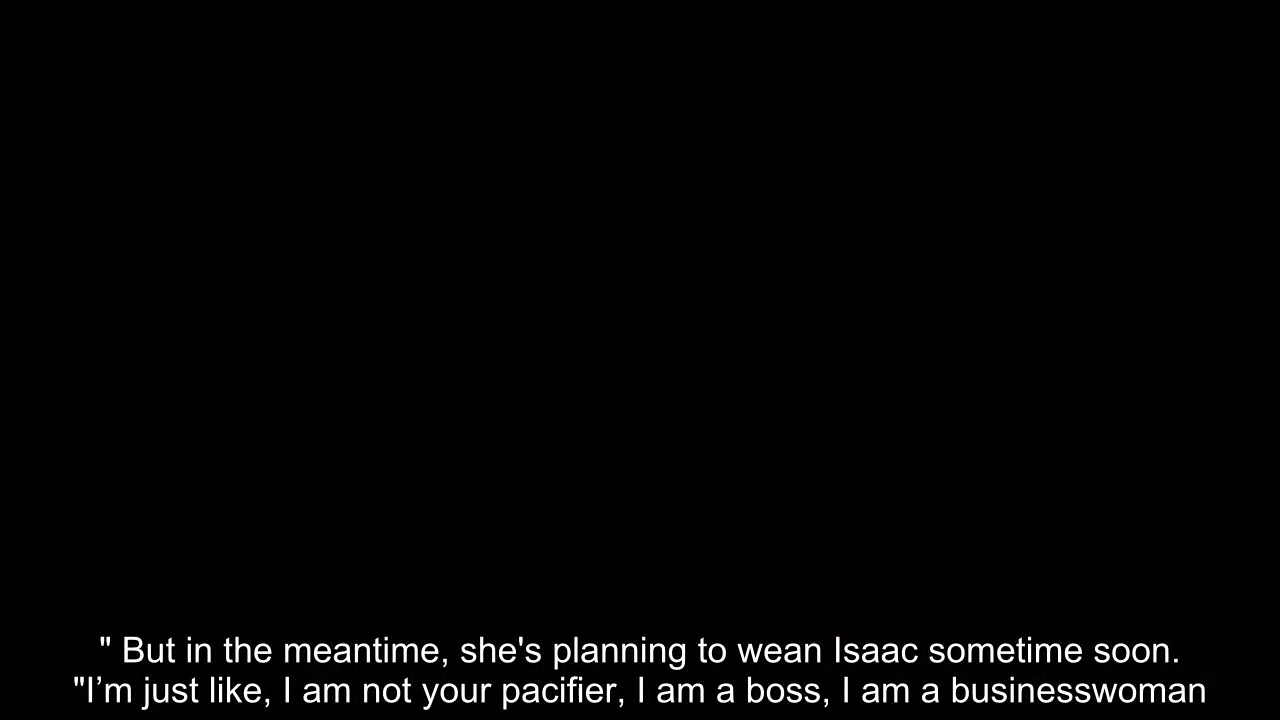 " But in the meantime, she's planning to wean Isaac sometime soon.
"I’m just like, I am not your pacifier, I am a boss, I am a businesswoman